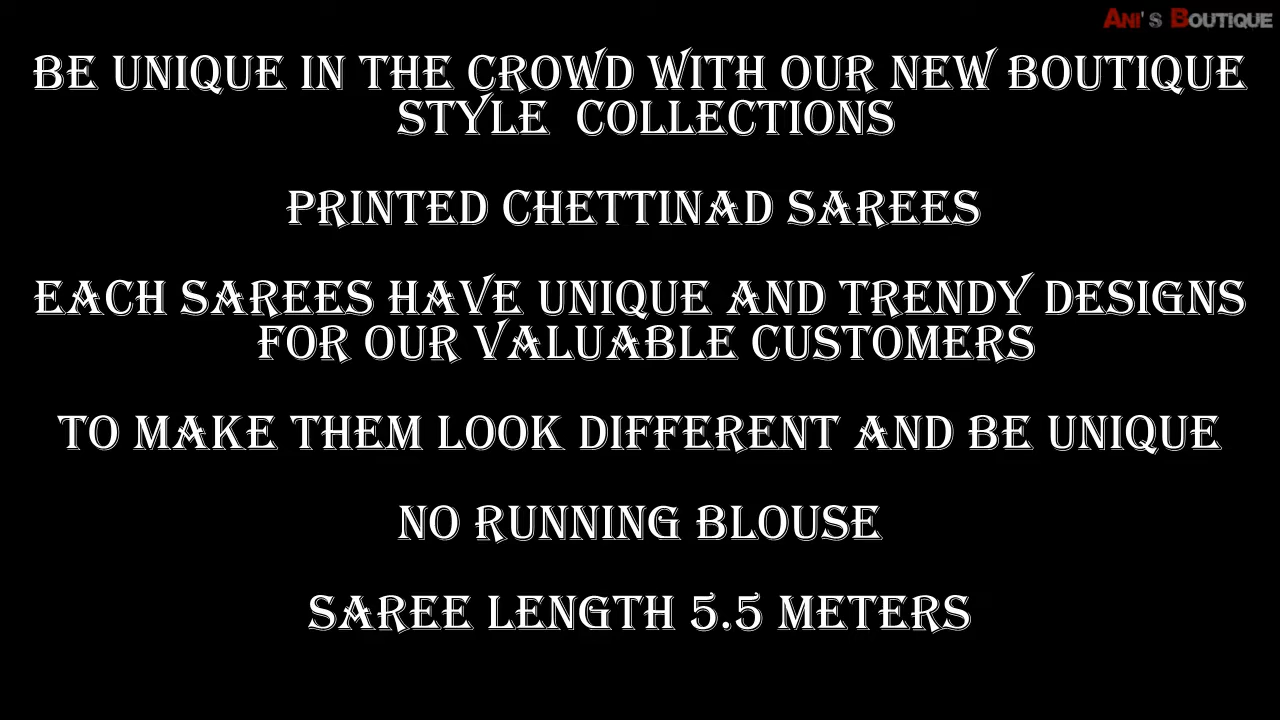 ANI'S BOUTIQUE
BE UNIQUE IN THE CROWD WITH OUR NEW BOUTIQUE
STYLE COLLECTIONS
PRINTED CHETTINAD SAREES
EACH SAREES HAVE UNIQUE AND TRENDY DESIGNS
FOR OUR VALUABLE CUSTOMERS
TO MAKE THEM LOOK DIFFERENT AND BE UNIQUE
NO RUNNING BLOUSE
SAREE LENGTH 5.5 METERS